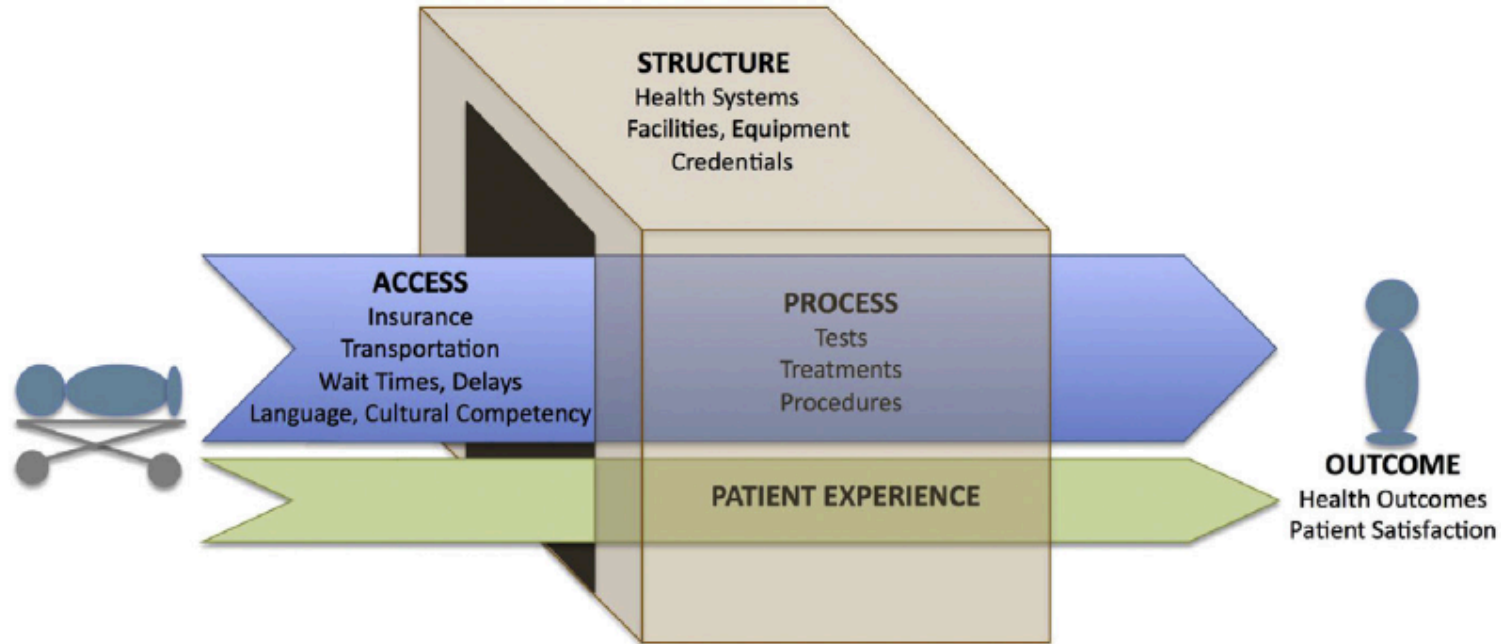 STRUCTURE
Health Systems
Facilities, Equipment
Credentials
ACCESS
Insurance
Transportation
Wait Times, Delays
Language, Cultural Competency
PROCESS
Tests
Treatments
Procedures
PATIENT EXPERIENCE
OUTCOME
Health Outcomes
Patient Satisfaction